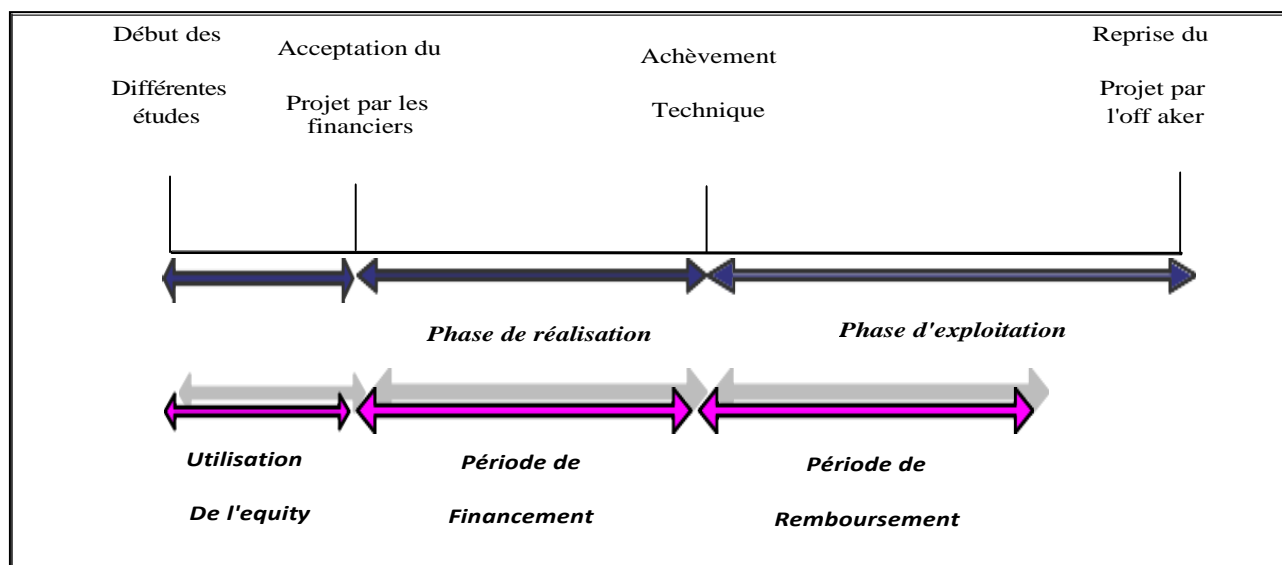 Début des
Différentes
études
Acceptation du
Projet par les
financiers
Achèvement
Technique
Reprise du
Projet par
l'off aker
Phase de réalisation
Phase d'exploitation
Utilisation
De l'equity
Période de
Financement
Période de
Remboursement